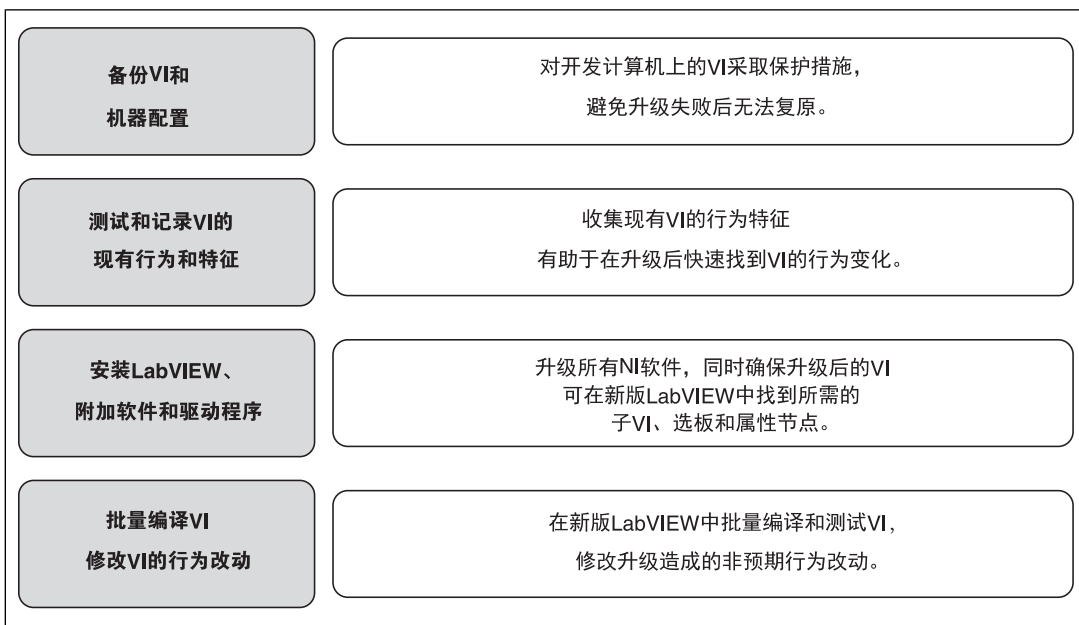 备份VI和
机器配置
对开发计算机上的VI采取保护措施，
避免升级失败后无法复原。
测试和记录VI的
现有行为和特征
收集现有VI的行为特征
有助于在升级后快速找到VI的行为变化。
安装LabVIEW、
附加软件和驱动程序
升级所有NI软件，同时确保升级后的VI
可在新版LabVIEW中找到所需的
子VI、选板和属性节点。
批量编译VI
修改VI的行为改动
在新版LabVIEW中批量编译和测试VI，
修改升级造成的非预期行为改动。